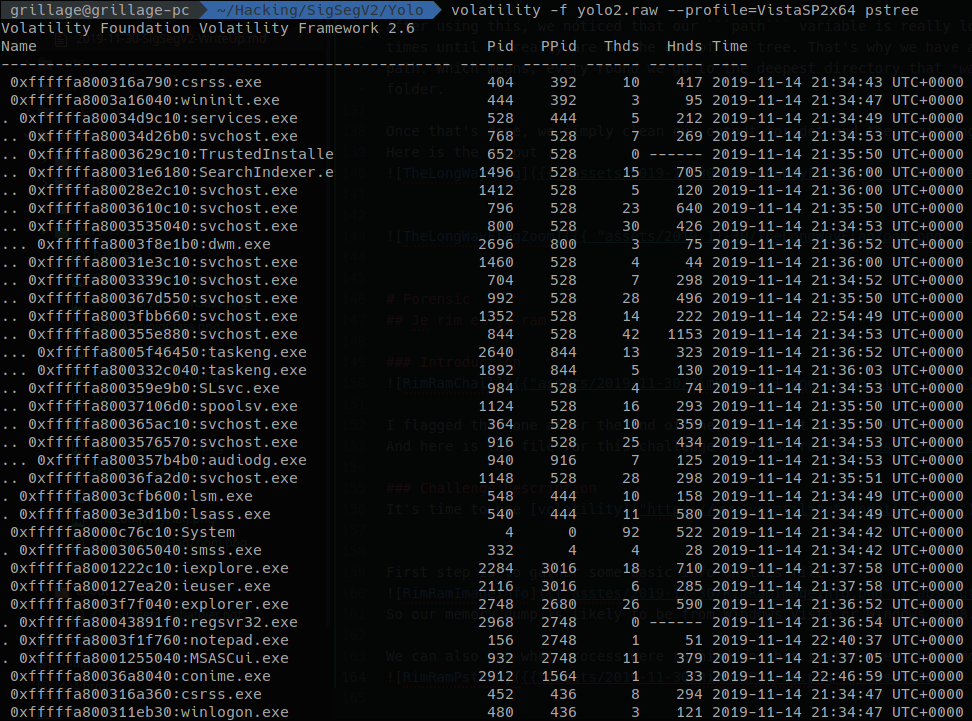 grillage@grillage-pc ~/Hacking/SigSegV2/Yolo volatility -f yolo2.raw --profile=VistaSP2x64 pstree
Volatility Foundation Volatility Framework 2.6
Name Pid PPid Thds Hnds Time
-------------------------------------------------- ------ ------ ------ ------ ----
0xfffffa800316a790:csrss.exe 404 392 10 417 2019-11-14 21:34:43 UTC+0000
0xfffffa8003a16040:wininit.exe 444 392 3 95 2019-11-14 21:34:47 UTC+0000
. 0xfffffa80034d9c10:services.exe 528 444 5 212 2019-11-14 21:34:49 UTC+0000
.. 0xfffffa80034d26b0:svchost.exe 768 528 6 269 2019-11-14 21:34:53 UTC+0000
.. 0xfffffa8003629c10:TrustedInstalle 652 528 0 ------ 2019-11-14 21:35:50 UTC+0000
.. 0xfffffa80031e6180:SearchIndexer.e 1496 528 15 705 2019-11-14 21:36:00 UTC+0000
.. 0xfffffa80028e2c10:svchost.exe 1412 528 5 120 2019-11-14 21:36:00 UTC+0000
.. 0xfffffa8003610c10:svchost.exe 796 528 23 640 2019-11-14 21:35:50 UTC+0000
.. 0xfffffa8003535040:svchost.exe 800 528 30 426 2019-11-14 21:34:53 UTC+0000
... 0xfffffa8003f8e1b0:dwm.exe 2696 800 3 75 2019-11-14 21:36:52 UTC+0000
.. 0xfffffa80031e3c10:svchost.exe 1460 528 4 44 2019-11-14 21:36:00 UTC+0000
.. 0xfffffa8003339c10:svchost.exe 704 528 7 298 2019-11-14 21:34:52 UTC+0000
.. 0xfffffa800367d550:svchost.exe 992 528 28 496 2019-11-14 21:35:50 UTC+0000
.. 0xfffffa8003fbb660:svchost.exe 1352 528 14 222 2019-11-14 22:54:49 UTC+0000
.. 0xfffffa800355e880:svchost.exe 844 528 42 1153 2019-11-14 21:34:53 UTC+0000
... 0xfffffa8005f46450:taskeng.exe 2640 844 13 323 2019-11-14 21:36:52 UTC+0000
... 0xfffffa800332c040:taskeng.exe 1892 844 5 130 2019-11-14 21:36:03 UTC+0000
.. 0xfffffa800359e9b0:SLsvc.exe 984 528 4 74 2019-11-14 21:34:53 UTC+0000
.. 0xfffffa80037106d0:spoolsv.exe 1124 528 16 293 2019-11-14 21:35:50 UTC+0000
.. 0xfffffa800365ac10:svchost.exe 364 528 10 359 2019-11-14 21:35:50 UTC+0000
.. 0xfffffa8003576570:svchost.exe 916 528 25 434 2019-11-14 21:34:53 UTC+0000
... 0xfffffa800357b4b0:audiodg.exe 940 916 7 125 2019-11-14 21:34:53 UTC+0000
.. 0xfffffa80036fa2d0:svchost.exe 1148 528 28 298 2019-11-14 21:35:51 UTC+0000
. 0xfffffa8003cfb600:lsm.exe 548 444 10 158 2019-11-14 21:34:49 UTC+0000
. 0xfffffa8003e3d1b0:lsass.exe 540 444 11 580 2019-11-14 21:34:49 UTC+0000
0xfffffa8000c76c10:System 4 0 92 522 2019-11-14 21:34:42 UTC+0000
. 0xfffffa8003065040:smss.exe 332 4 4 28 2019-11-14 21:34:42 UTC+0000
0xfffffa8001222c10:iexplore.exe 2284 3016 18 710 2019-11-14 21:37:58 UTC+0000
0xfffffa800127ea20:ieuser.exe 2116 3016 6 285 2019-11-14 21:37:58 UTC+0000
0xfffffa8003f7f040:explorer.exe 2748 2680 26 590 2019-11-14 21:36:52 UTC+0000
. 0xfffffa80043891f0:regsvr32.exe 2968 2748 0 ------ 2019-11-14 21:36:54 UTC+0000
. 0xfffffa8003f1f760:notepad.exe 156 2748 1 51 2019-11-14 22:40:37 UTC+0000
. 0xfffffa8001255040:MSASCui.exe 932 2748 11 379 2019-11-14 21:37:05 UTC+0000
0xfffffa80036a8040:conime.exe 2912 1564 1 33 2019-11-14 22:46:59 UTC+0000
0xfffffa800316a360:csrss.exe 452 436 8 294 2019-11-14 21:34:47 UTC+0000
0xfffffa800311eb30:winlogon.exe 480 436 3 121 2019-11-14 21:34:47 UTC+0000